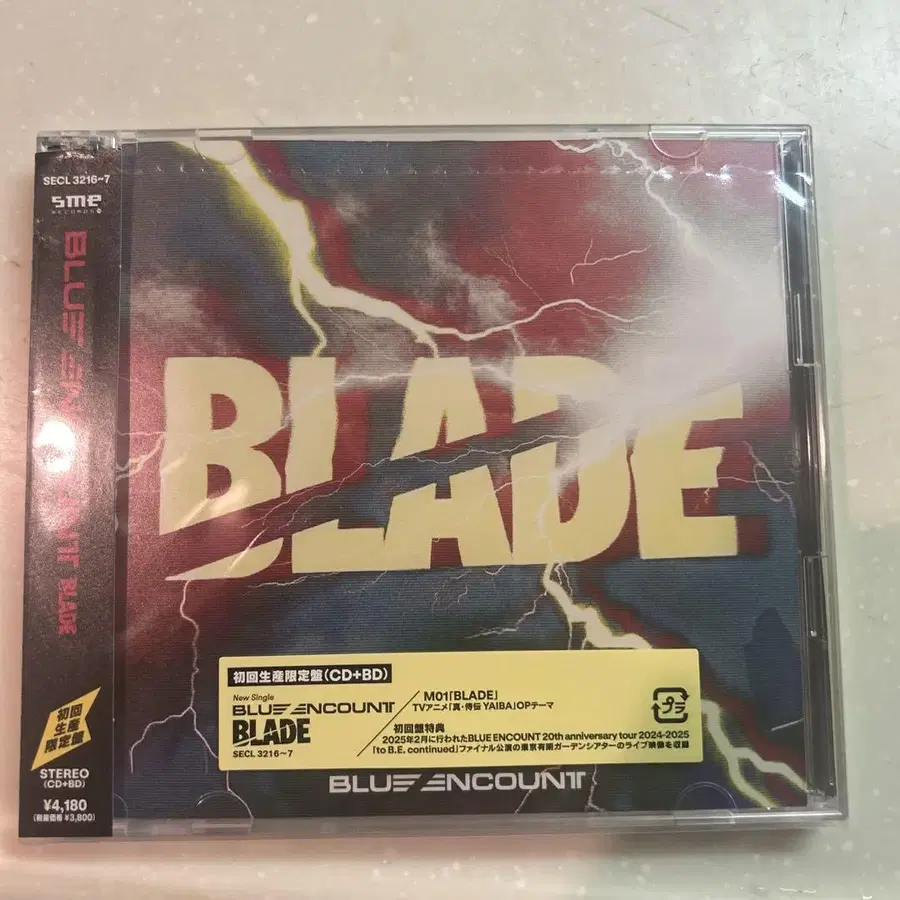 SECL 3216~7
sme
RECORDS
BLUE ENCOUNT BLADE
初回
生産
限定盤
STEREO
(CD+BD)
¥4,180
(税抜価格 ¥3,800)
BLADE
初回生産限定盤(CD+BD)
New Single
BLUE ENCOUNT
BLADE
SECL 3216~7
M01「BLADE」
TVアニメ「真・侍伝 YAIBA」OPテーマ
初回盤特典
2025年2月に行われたBLUE ENCOUNT 20th anniversary tour 2024-2025
「to B.E. continued」ファイナル公演の東京有明ガーデンシアターのライブ映像を収録
プラ
BLUE ENCOUNT